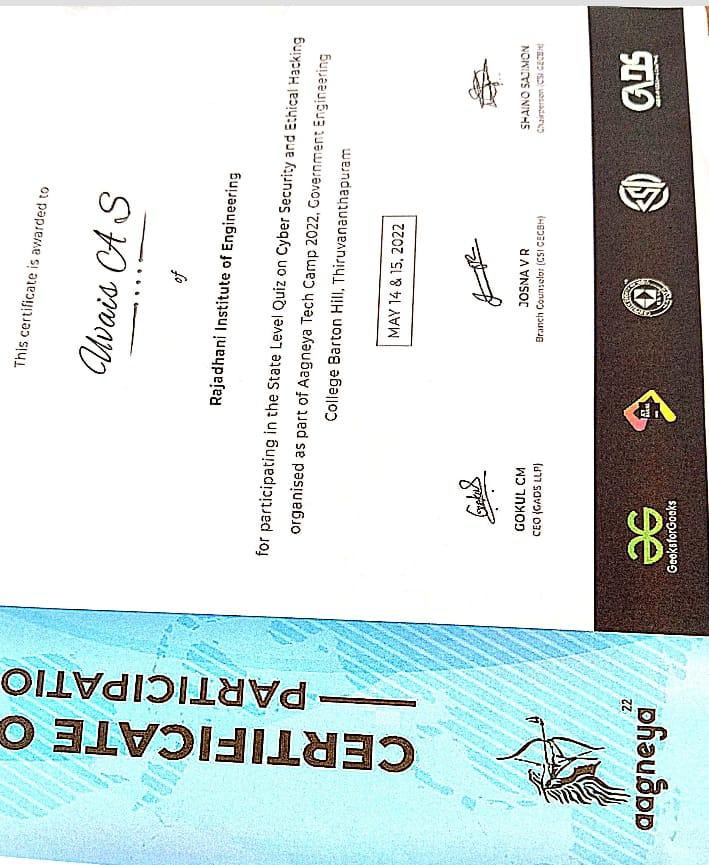 CERTIFICATE O
PARTICIPATIO
This certificate is awarded to
Uvais A S
of
Rajadhani Institute of Engineering
for participating in the State Level Quiz on Cyber Security and Ethical Hacking
organised as part of Aagneya Tech Camp 2022, Government Engineering
College Barton Hill, Thiruvananthapuram
MAY 14 & 15, 2022
GOKUL CM
CEO (GADS LLP)
JOSNA V R
Branch Counselor (CSI GECBH)
SHAINO SAJIMON
Chairperson (CSI GECBH)
aagneya 22
GeeksforGeeks
GADS